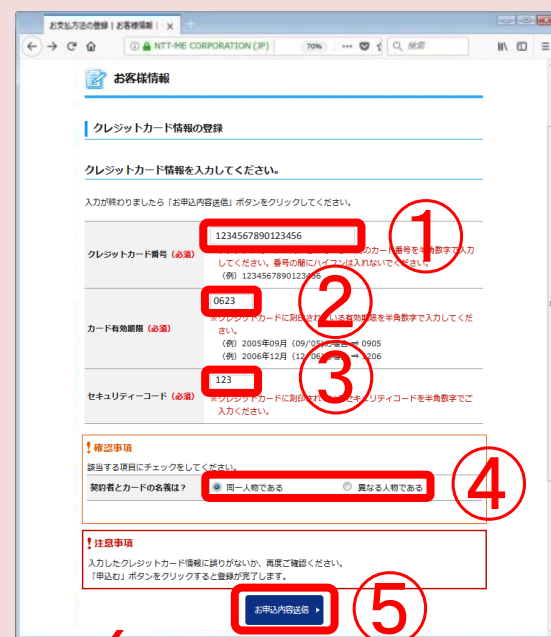 お支払方法の登録 | お客様情報 | ×
NTT-ME CORPORATION (JP) 70% 検索
お客様情報
クレジットカード情報の登録
クレジットカード情報を入力してください。
入力が終わりましたら「お申込内容送信」ボタンをクリックしてください。
①
1234567890123456
クレジットカード番号（必須）
カード番号を半角数字で入力
してください。番号の間にハイフンは入れないでください。
（例）1234567890123456
②
0623
カード有効期限（必須）
※クレジットカードに刻印されている有効期限を半角数字で入力してくだ
さい。
（例）2005年09月（09/'05）の場合 ⇒ 0905
（例）2006年12月（12/'06）の場合 ⇒ 1206
③
123
セキュリティーコード（必須）
※クレジットカードに刻印されているセキュリティコードを半角数字でご
入力ください。
！確認事項
該当する項目にチェックをしてください。
契約者とカードの名義は？ 同一人物である 異なる人物である
④
！注意事項
入力したクレジットカード情報に誤りがないか、再度ご確認ください。
「申込む」ボタンをクリックすると登録が完了します。
お申込内容送信
⑤